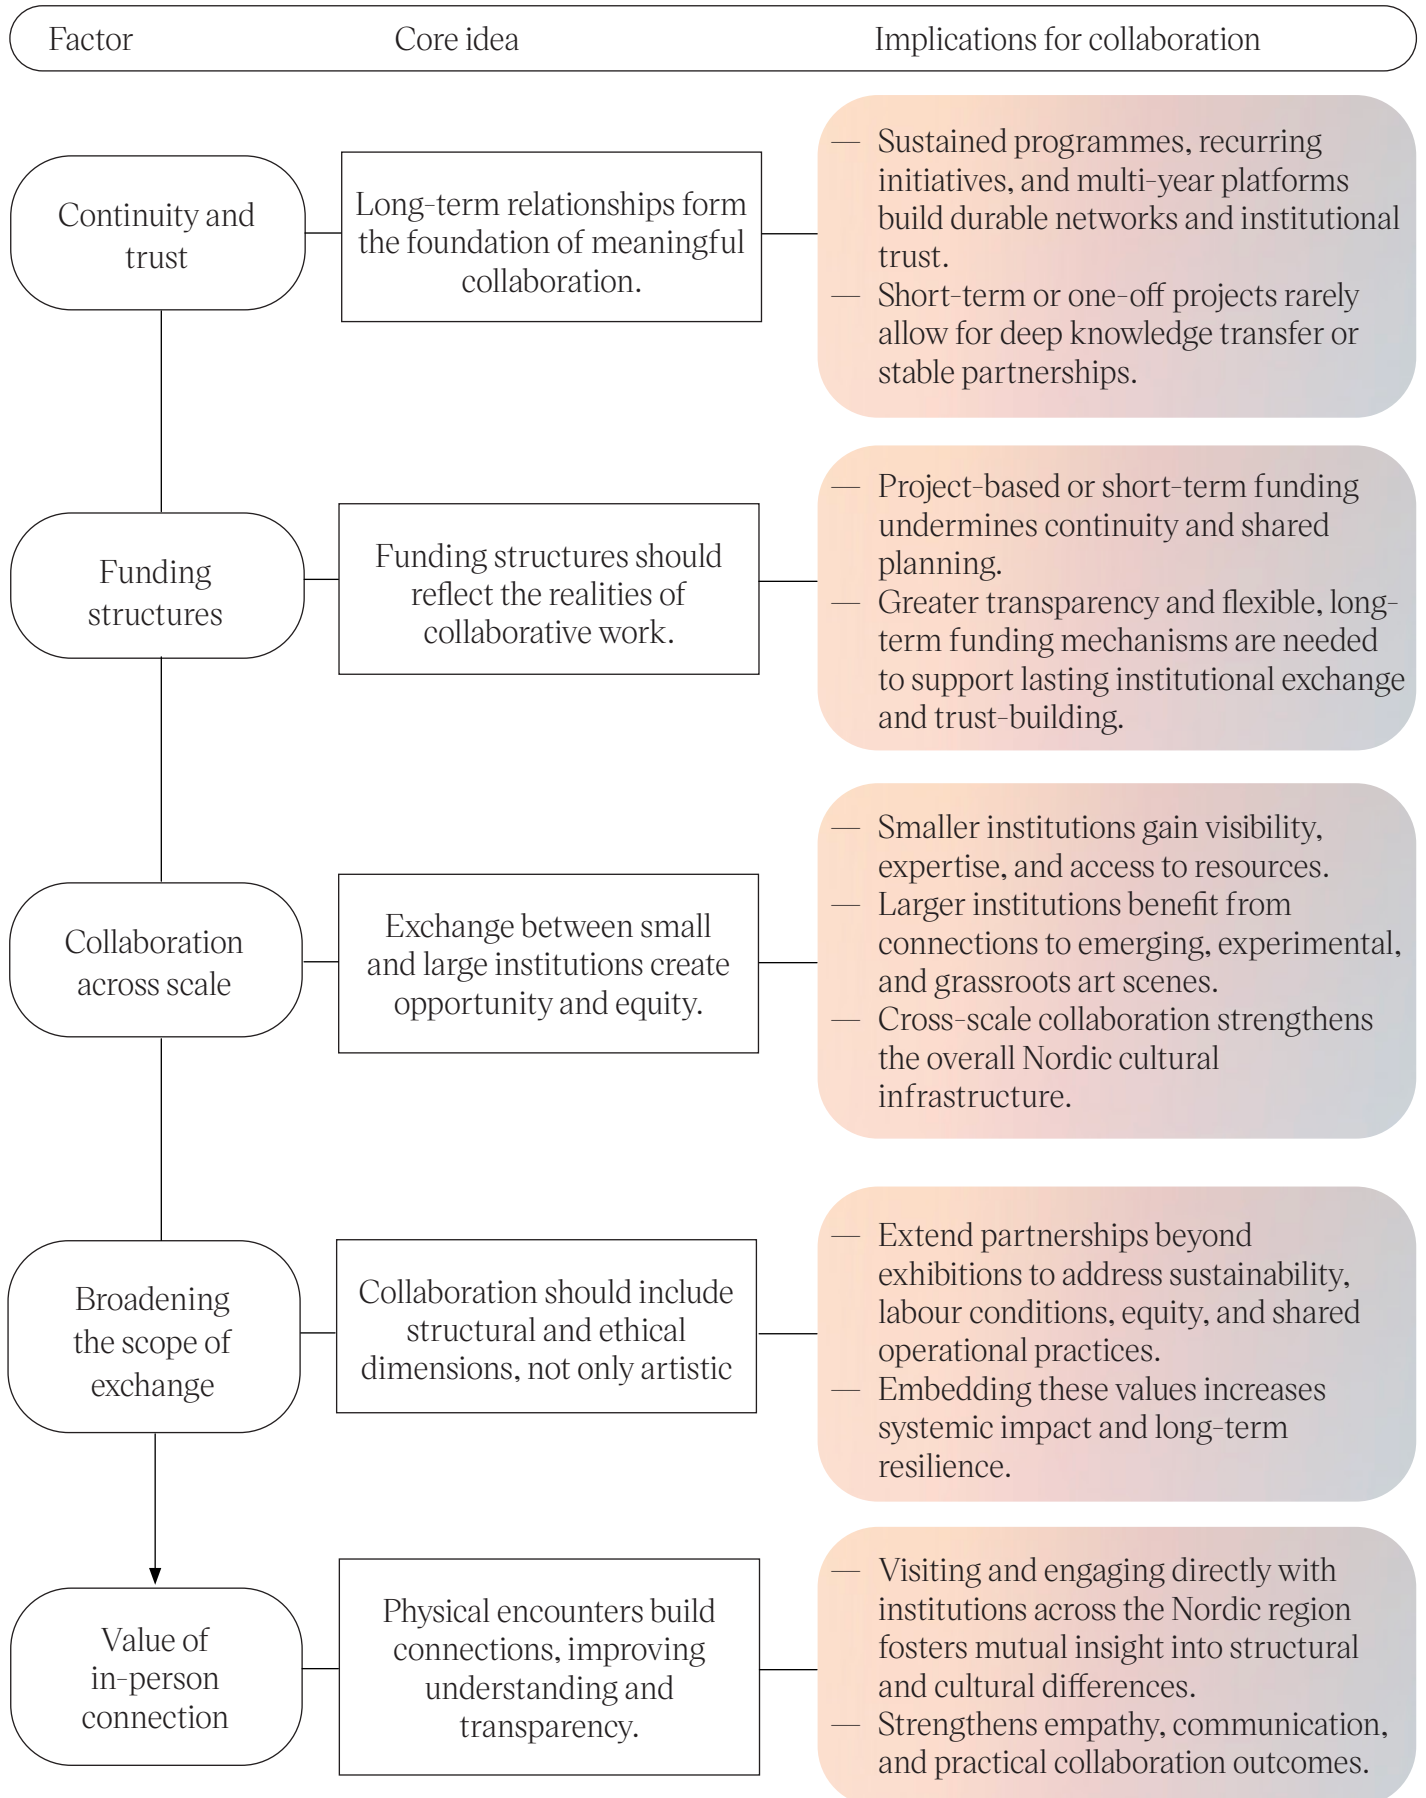 Factor Core idea Implications for collaboration
Continuity and
trust
Long-term relationships form
the foundation of meaningful
collaboration.
— Sustained programmes, recurring
initiatives, and multi-year platforms
build durable networks and institutional
trust.
— Short-term or one-off projects rarely
allow for deep knowledge transfer or
stable partnerships.
Funding
structures
Funding structures should
reflect the realities of
collaborative work.
— Project-based or short-term funding
undermines continuity and shared
planning.
— Greater transparency and flexible, long-
term funding mechanisms are needed
to support lasting institutional exchange
and trust-building.
Collaboration
across scale
Exchange between small
and large institutions create
opportunity and equity.
— Smaller institutions gain visibility,
expertise, and access to resources.
— Larger institutions benefit from
connections to emerging, experimental,
and grassroots art scenes.
— Cross-scale collaboration strengthens
the overall Nordic cultural
infrastructure.
Broadening
the scope of
exchange
Collaboration should include
structural and ethical
dimensions, not only artistic
— Extend partnerships beyond
exhibitions to address sustainability,
labour conditions, equity, and shared
operational practices.
— Embedding these values increases
systemic impact and long-term
resilience.
Value of
in-person
connection
Physical encounters build
connections, improving
understanding and
transparency.
— Visiting and engaging directly with
institutions across the Nordic region
fosters mutual insight into structural
and cultural differences.
— Strengthens empathy, communication,
and practical collaboration outcomes.